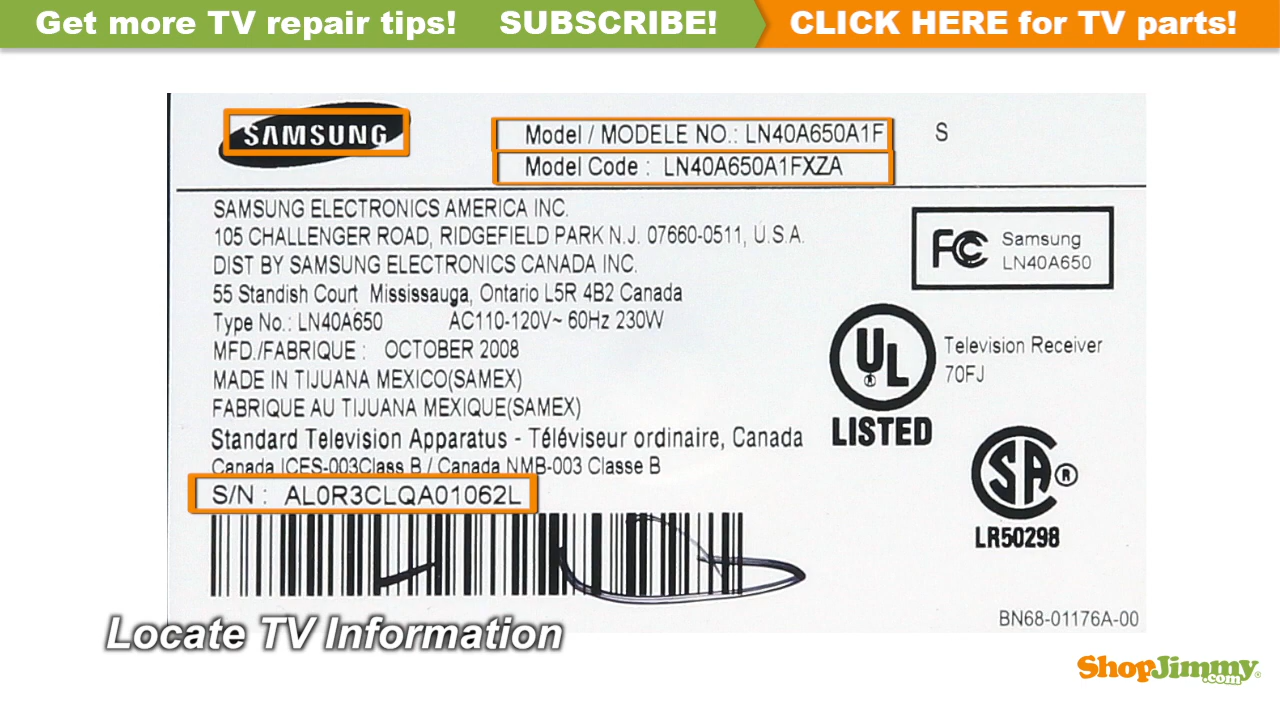 Get more TV repair tips! SUBSCRIBE! CLICK HERE for TV parts!
SAMSUNG
Model / MODELE NO.: LN40A650A1F S
Model Code : LN40A650A1FXZA
SAMSUNG ELECTRONICS AMERICA INC.
105 CHALLENGER ROAD, RIDGEFIELD PARK N.J. 07660-0511, U.S.A.
DIST BY SAMSUNG ELECTRONICS CANADA INC.
55 Standish Court Mississauga, Ontario L5R 4B2 Canada
Type No.: LN40A650 AC110-120V~ 60Hz 230W
MFD./FABRIQUE : OCTOBER 2008
MADE IN TIJUANA MEXICO(SAMEX)
FABRIQUE AU TIJUANA MEXIQUE(SAMEX)
Standard Television Apparatus - Téléviseur ordinaire, Canada
Canada ICES-003Class B / Canada NMB-003 Classe B
S/N : AL0R3CLQA01062L
FC Samsung
LN40A650
UL
LISTED
Television Receiver
70FJ
SA®
LR50298
BN68-01176A-00
Locate TV Information
ShopJimmy.com®